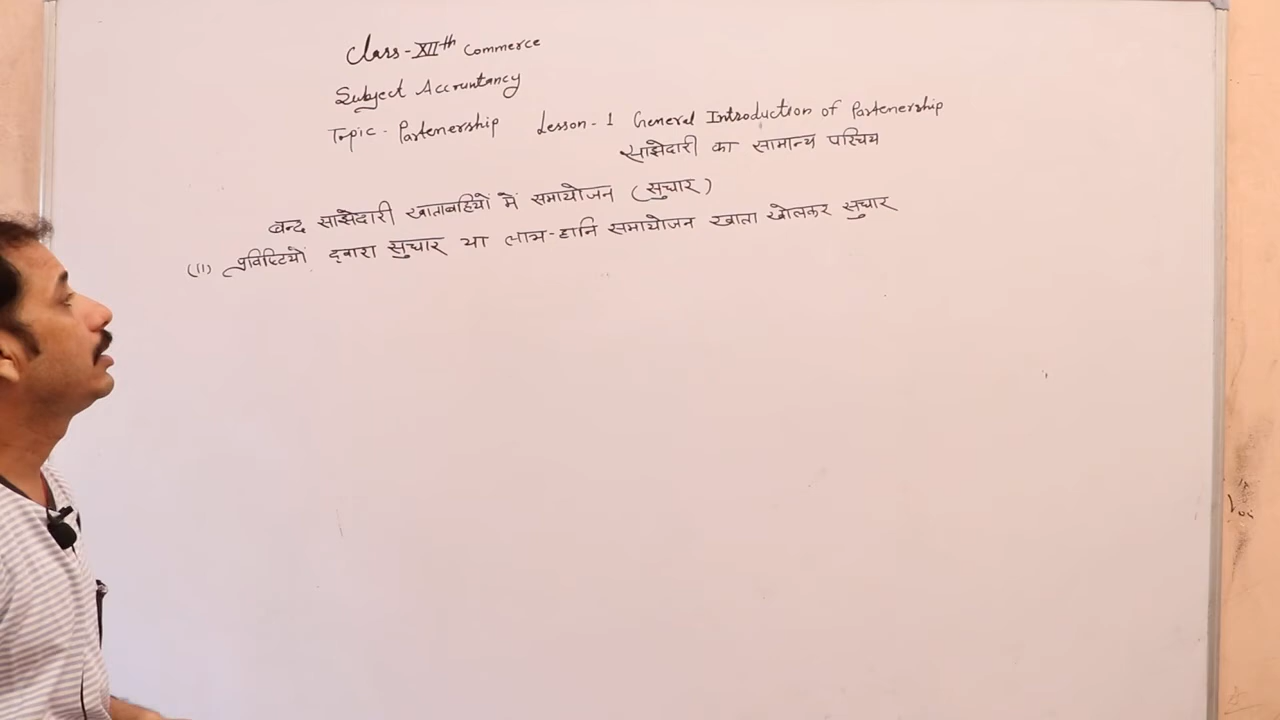 Class-XIIth Commerce
Subject Accountancy
Topic - Partenership Lesson-1 General Introduction of Partenership
साझेदारी का सामान्य परिचय
बन्द साझेदारी खाताबहियों में समायोजन (सुधार)
(II) प्रविष्टियों द्वारा सुधार या लाभ-हानि समायोजन खाता खोलकर सुधार